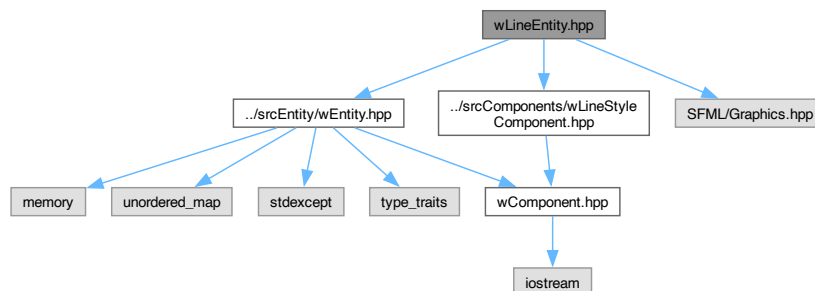 wLineEntity.hpp
../srcEntity/wEntity.hpp
../srcComponents/wLineStyle
Component.hpp
SFML/Graphics.hpp
memory
unordered_map
stdexcept
type_traits
wComponent.hpp
iostream